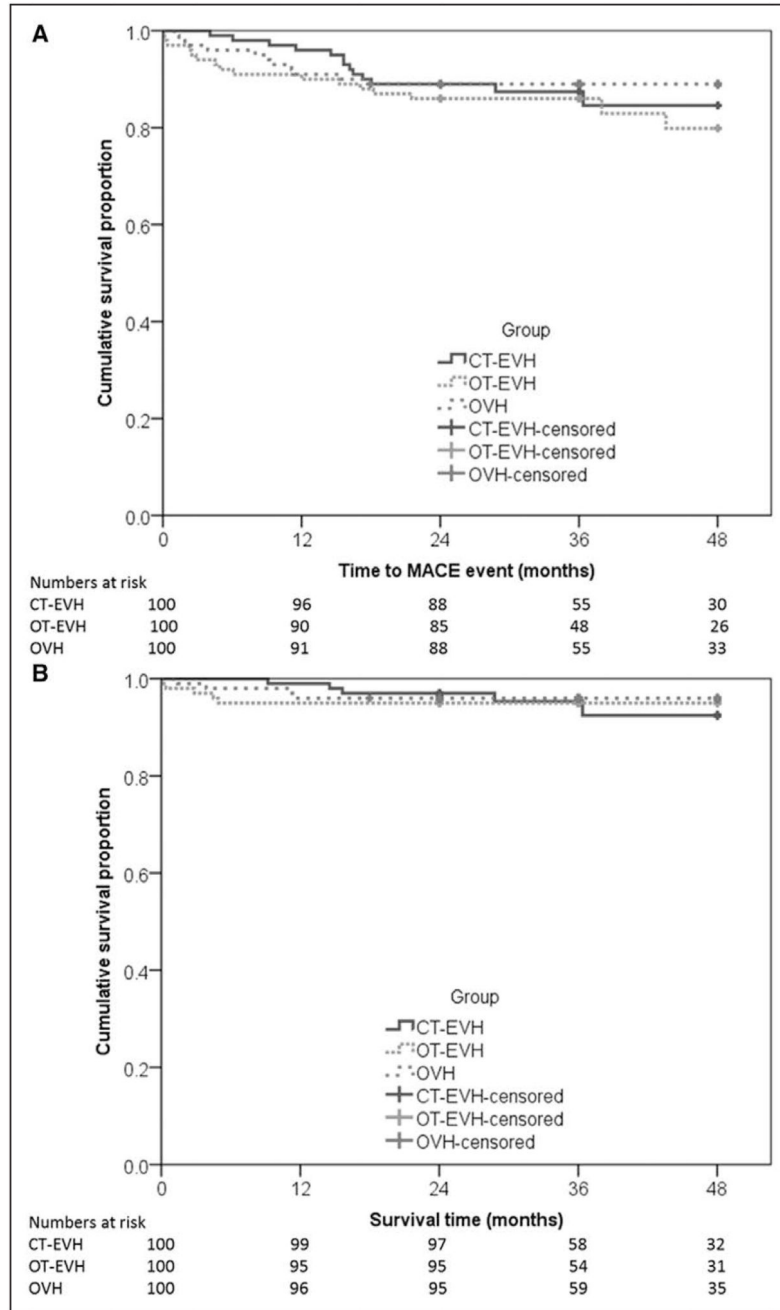 A
1.0
0.8
0.6
0.4
0.2
0.0
Cumulative survival proportion
Group
CT-EVH
OT-EVH
OVH
CT-EVH-censored
OT-EVH-censored
OVH-censored
0 12 24 36 48
Time to MACE event (months)
Numbers at risk
CT-EVH 100 96 88 55 30
OT-EVH 100 90 85 48 26
OVH 100 91 88 55 33
B
1.0
0.8
0.6
0.4
0.2
0.0
Cumulative survival proportion
Group
CT-EVH
OT-EVH
OVH
CT-EVH-censored
OT-EVH-censored
OVH-censored
0 12 24 36 48
Survival time (months)
Numbers at risk
CT-EVH 100 99 97 58 32
OT-EVH 100 95 95 54 31
OVH 100 96 95 59 35